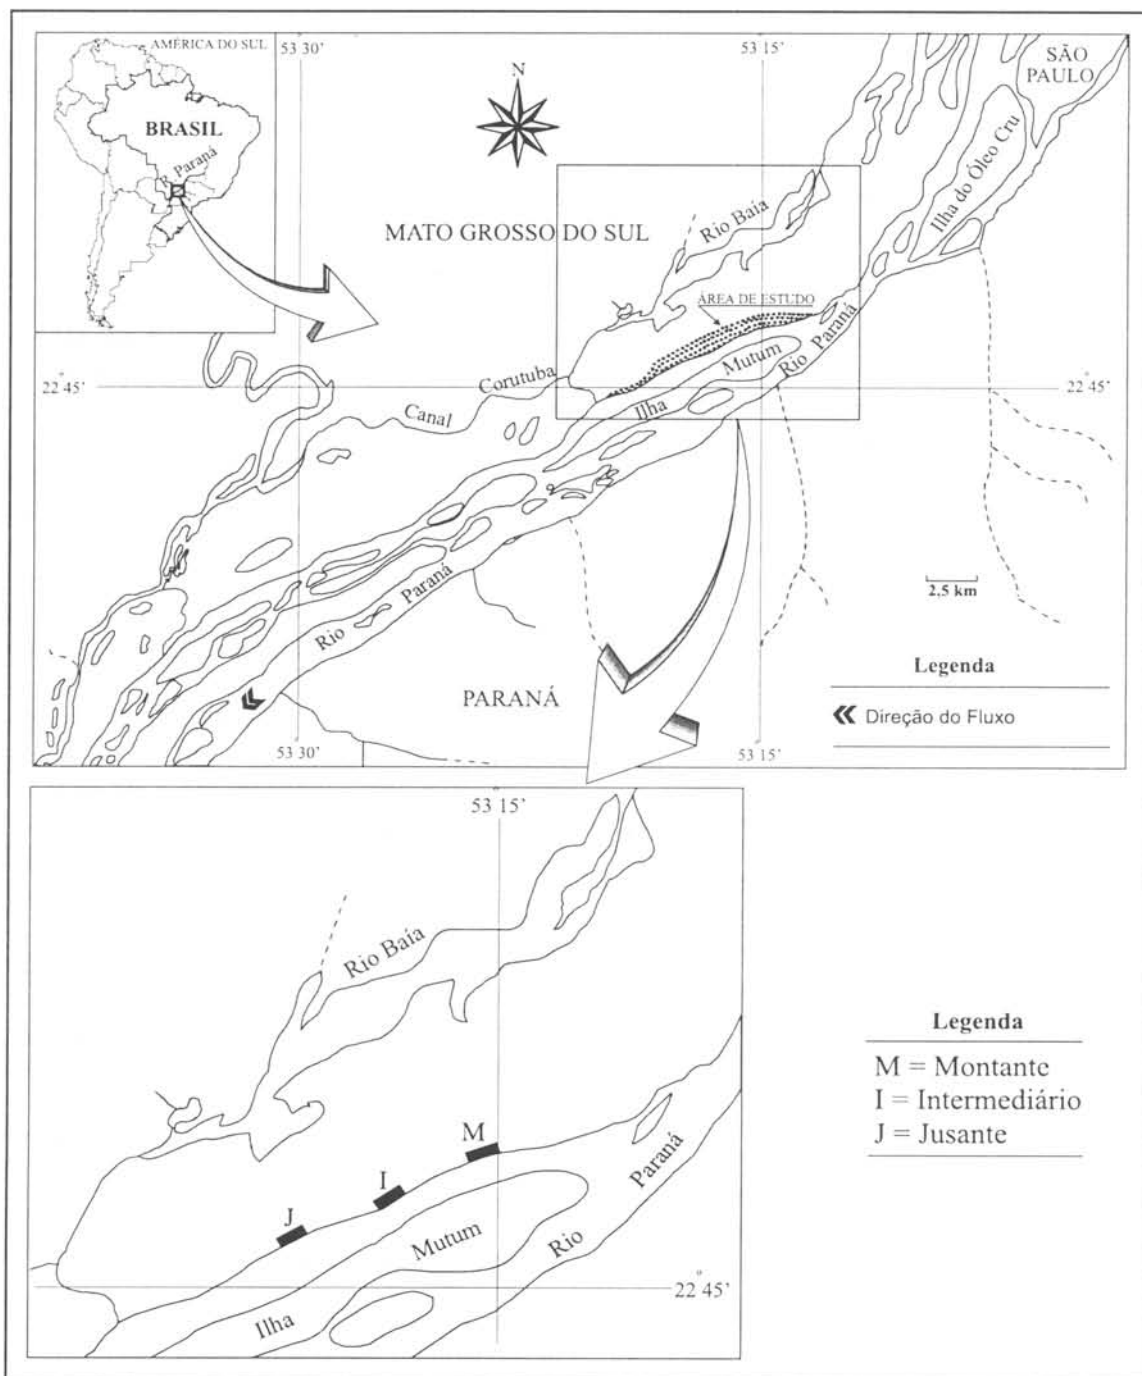 AMÉRICA DO SUL
BRASIL
R. Paraná
53 30'
53 15'
N
SÃO
PAULO
Ilha do Óleo Cru
MATO GROSSO DO SUL
Rio Baía
ÁREA DE ESTUDO
Mutum
Rio Paraná
Ilha
22°45'
22°45'
Corutuba
Canal
Rio Paraná
2,5 km
PARANÁ
Legenda
Direção do Fluxo
53 30'
53 15'
53 15'
Rio Baía
M
I
J
Mutum
Ilha
Rio Paraná
22°45'
Legenda
M = Montante
I = Intermediário
J = Jusante